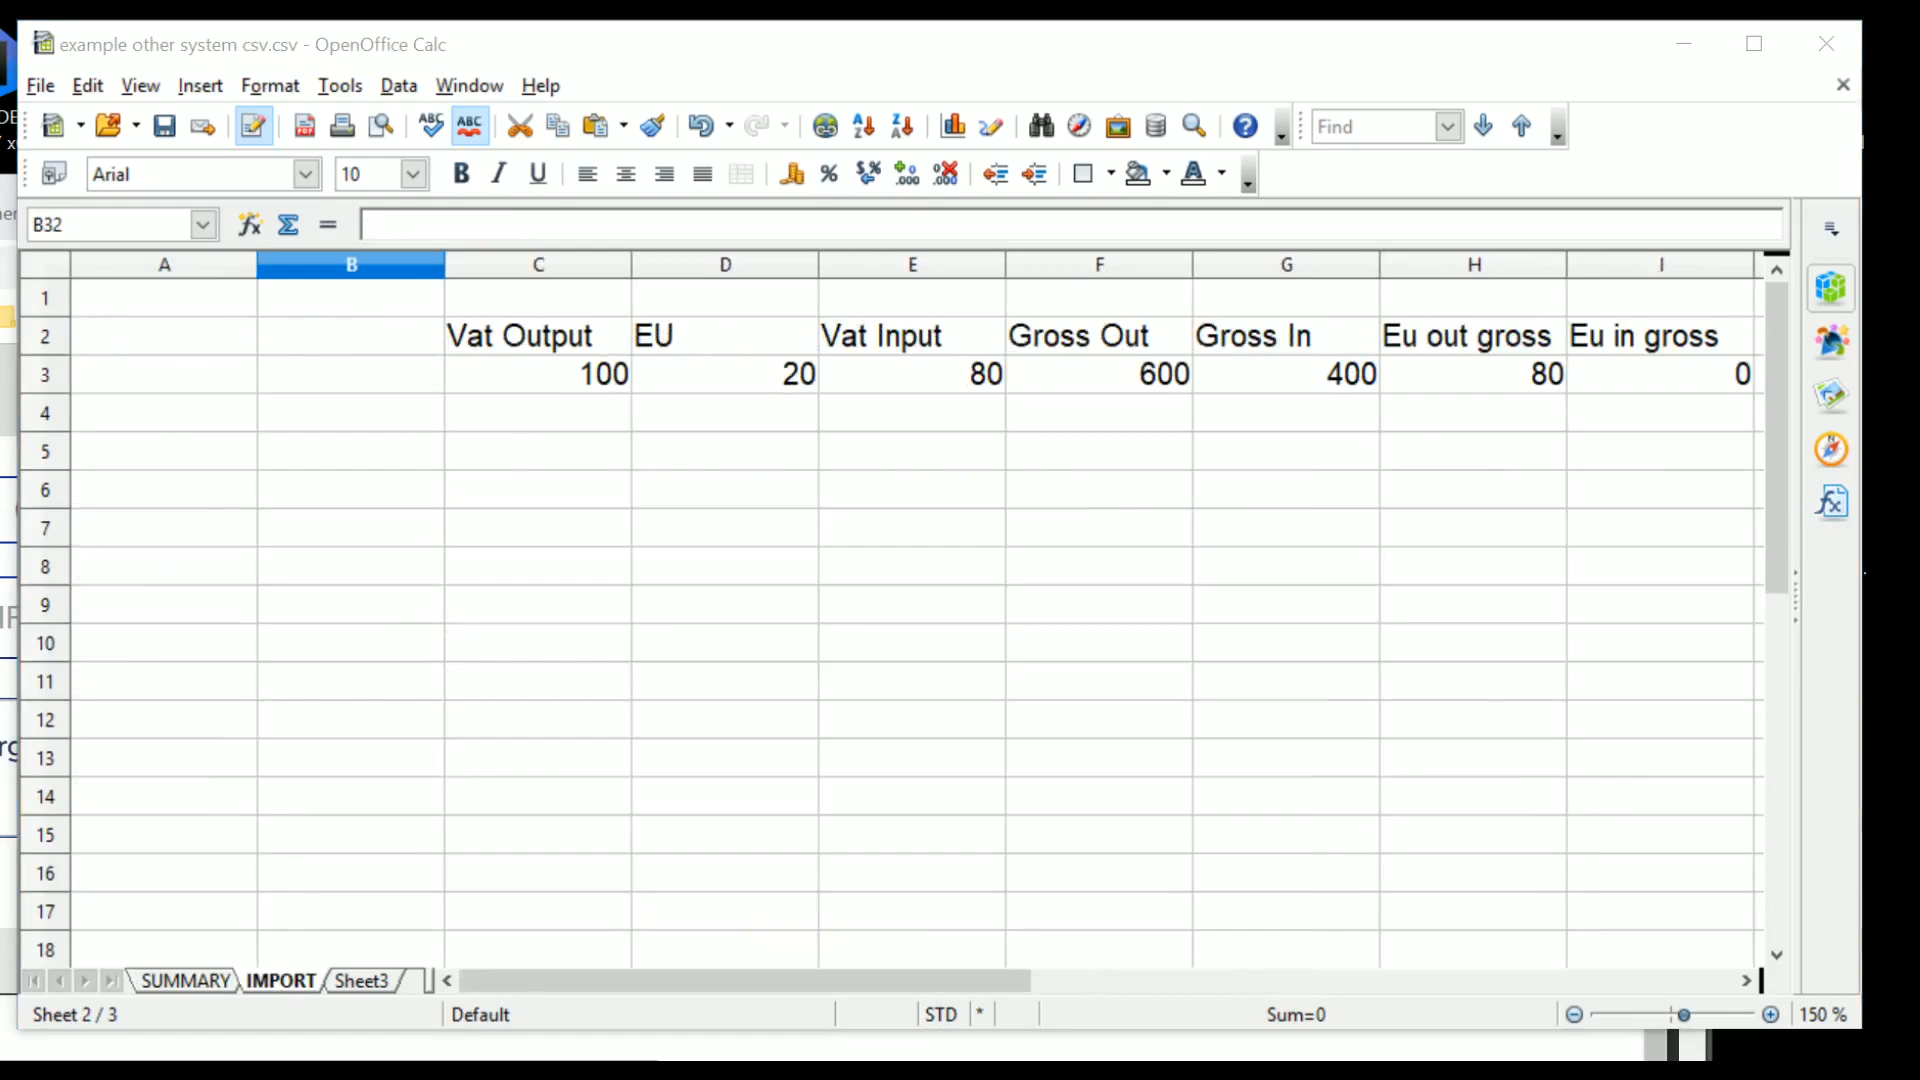 example other system csv.csv - OpenOffice Calc
File Edit View Insert Format Tools Data Window Help
Find
Arial 10
B32
A B C D E F G H I
1
2 Vat Output EU Vat Input Gross Out Gross In Eu out gross Eu in gross
3 100 20 80 600 400 80 0
4
5
6
7
8
9
10
11
12
13
14
15
16
17
18
SUMMARY IMPORT Sheet3
Sheet 2 / 3 Default STD * Sum=0 150 %